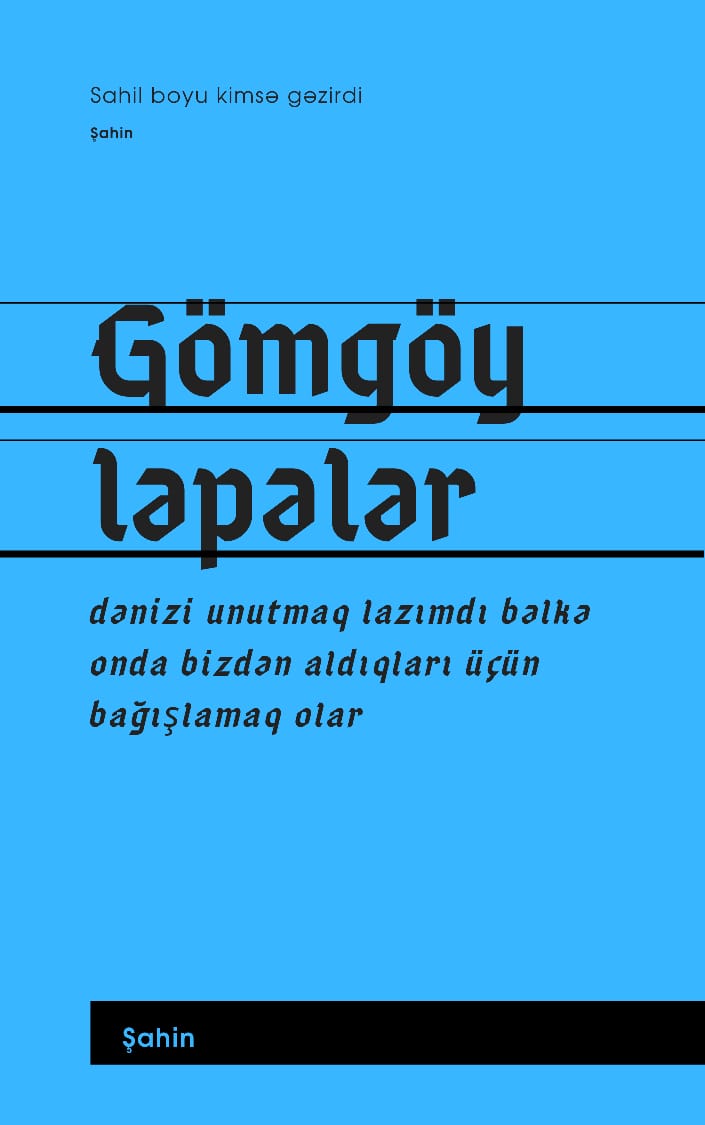 Sahil boyu kimsə gəzirdi
Şahin
Gömgöy
ləpələr
dənizi unutmaq lazımdı bəlkə
onda bizdən aldıqları üçün
bağışlamaq olar
Şahin